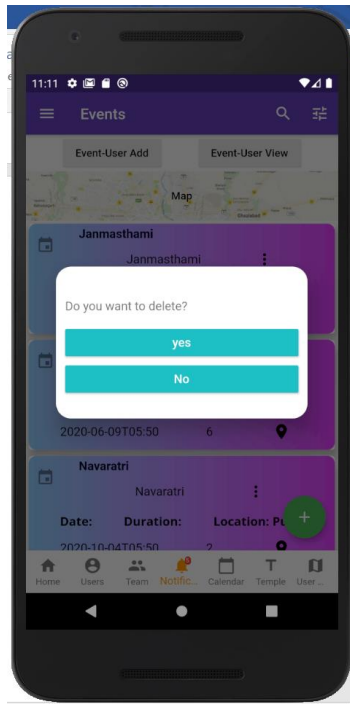 11:11
Events
Event-User Add Event-User View
Map
Janmasthami
Janmasthami
Do you want to delete?
yes
No
2020-06-09T05:50 6
Navaratri
Navaratri
Date: Duration: Location: Pu
2020-10-04T05:50 2
Home Users Team Notific... Calendar Temple User ...